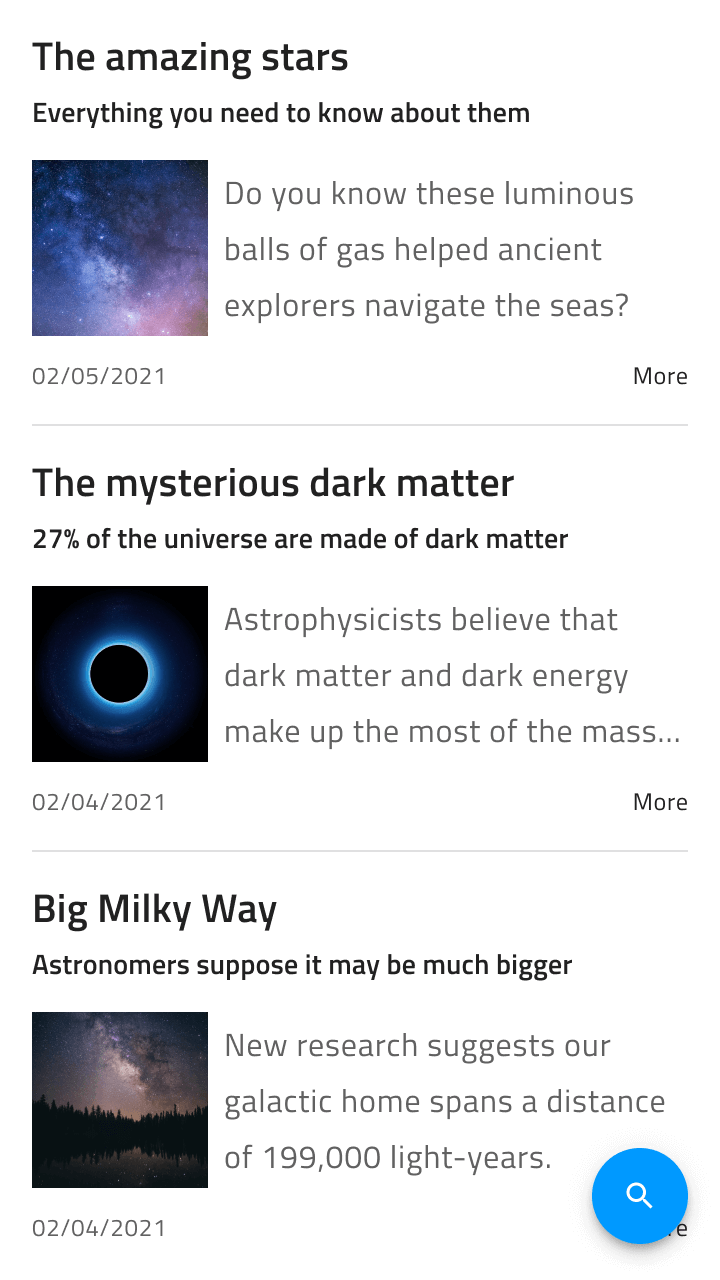 The amazing stars
Everything you need to know about them
Do you know these luminous
balls of gas helped ancient
explorers navigate the seas?
02/05/2021
More
The mysterious dark matter
27% of the universe are made of dark matter
Astrophysicists believe that
dark matter and dark energy
make up the most of the mass...
02/04/2021
More
Big Milky Way
Astronomers suppose it may be much bigger
New research suggests our
galactic home spans a distance
of 199,000 light-years.
02/04/2021